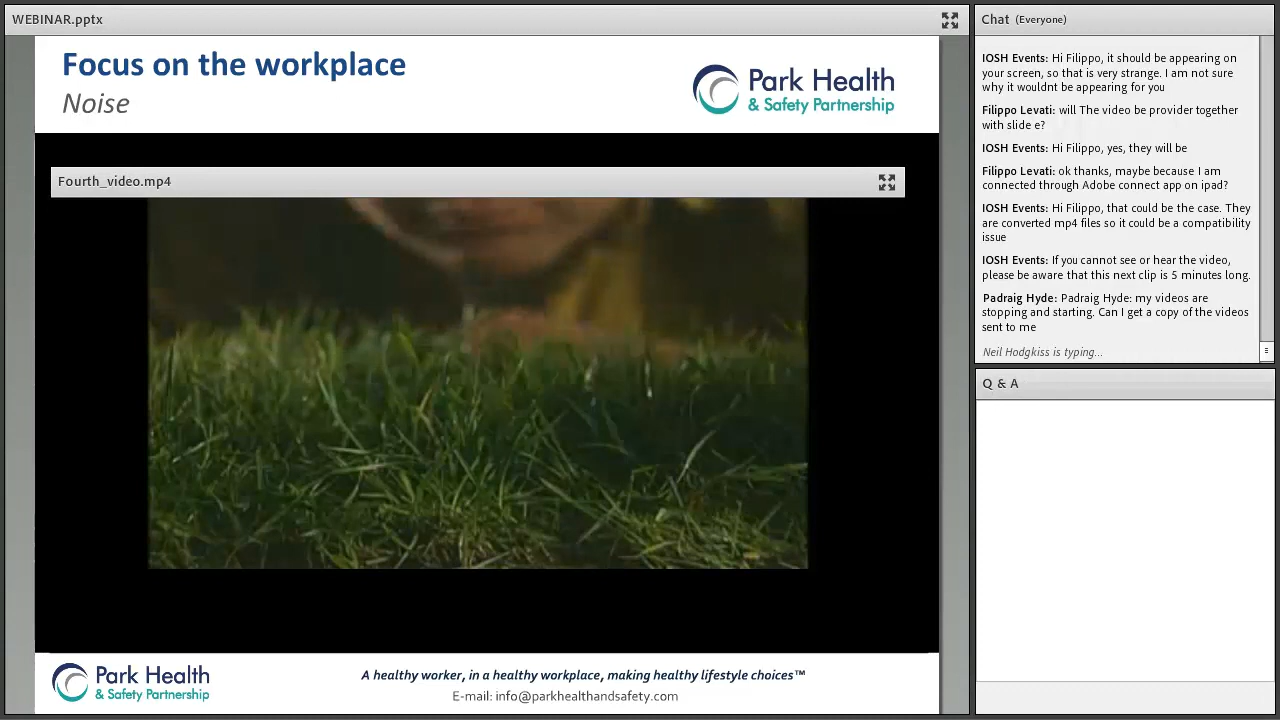 WEBINAR.pptx
Focus on the workplace
Noise
Park Health
& Safety Partnership
Fourth_video.mp4
Park Health
& Safety Partnership
A healthy worker, in a healthy workplace, making healthy lifestyle choices™
E-mail: info@parkhealthandsafety.com
Chat (Everyone)
IOSH Events: Hi Filippo, it should be appearing on
your screen, so that is very strange. I am not sure
why it wouldnt be appearing for you
Filippo Levati: will The video be provider together
with slide e?
IOSH Events: Hi Filippo, yes, they will be
Filippo Levati: ok thanks, maybe because I am
connected through Adobe connect app on ipad?
IOSH Events: Hi Filippo, that could be the case. They
are converted mp4 files so it could be a compatibility
issue
IOSH Events: If you cannot see or hear the video,
please be aware that this next clip is 5 minutes long.
Padraig Hyde: Padraig Hyde: my videos are
stopping and starting. Can I get a copy of the videos
sent to me
Neil Hodgkiss is typing...
Q & A